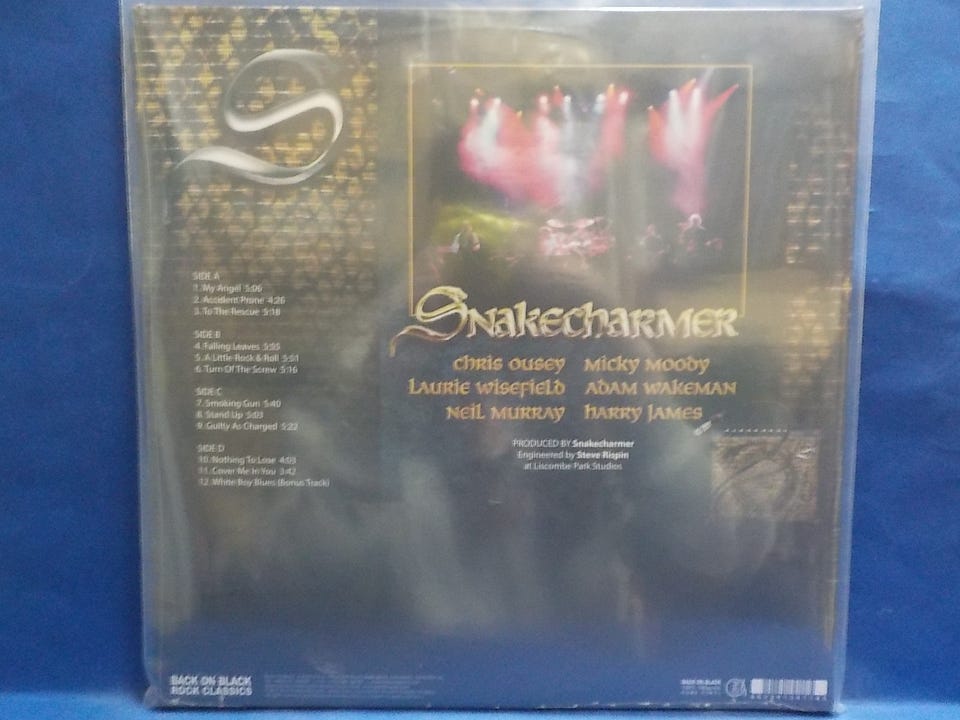 SIDE A
1. My Angel 5:06
2. Accident Prone 4:26
3. To The Rescue 5:18
SIDE B
4. Falling Leaves 5:35
5. A Little Rock & Roll 5:51
6. Turn Of The Screw 5:16
SIDE C
7. Smoking Gun 5:40
8. Stand Up 5:03
9. Guilty As Charged 5:22
SIDE D
10. Nothing To Lose 4:03
11. Cover Me In You 3:42
12. White Boy Blues (Bonus Track)
SNAKECHARMER
CHRIS OUSEY MICKY MOODY
LAURIE WISEFIELD ADAM WAKEMAN
NEIL MURRAY HARRY JAMES
PRODUCED BY Snakecharmer
Engineered by Steve Rispin
at Liscombe Park Studios
BACK ON BLACK
ROCK CLASSICS
BACK ON BLACK